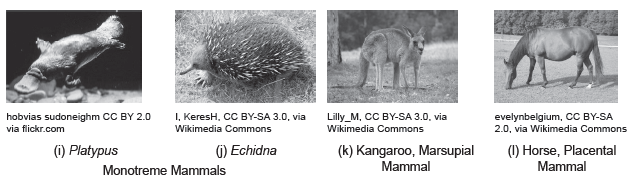 hobvias sudoneighm CC BY 2.0
via flickr.com
I, KeresH, CC BY-SA 3.0, via
Wikimedia Commons
Lilly_M, CC BY-SA 3.0, via
Wikimedia Commons
evelynbelgium, CC BY-SA
2.0, via Wikimedia Commons
(i) Platypus
(j) Echidna
Monotreme Mammals
(k) Kangaroo, Marsupial
Mammal
(l) Horse, Placental
Mammal